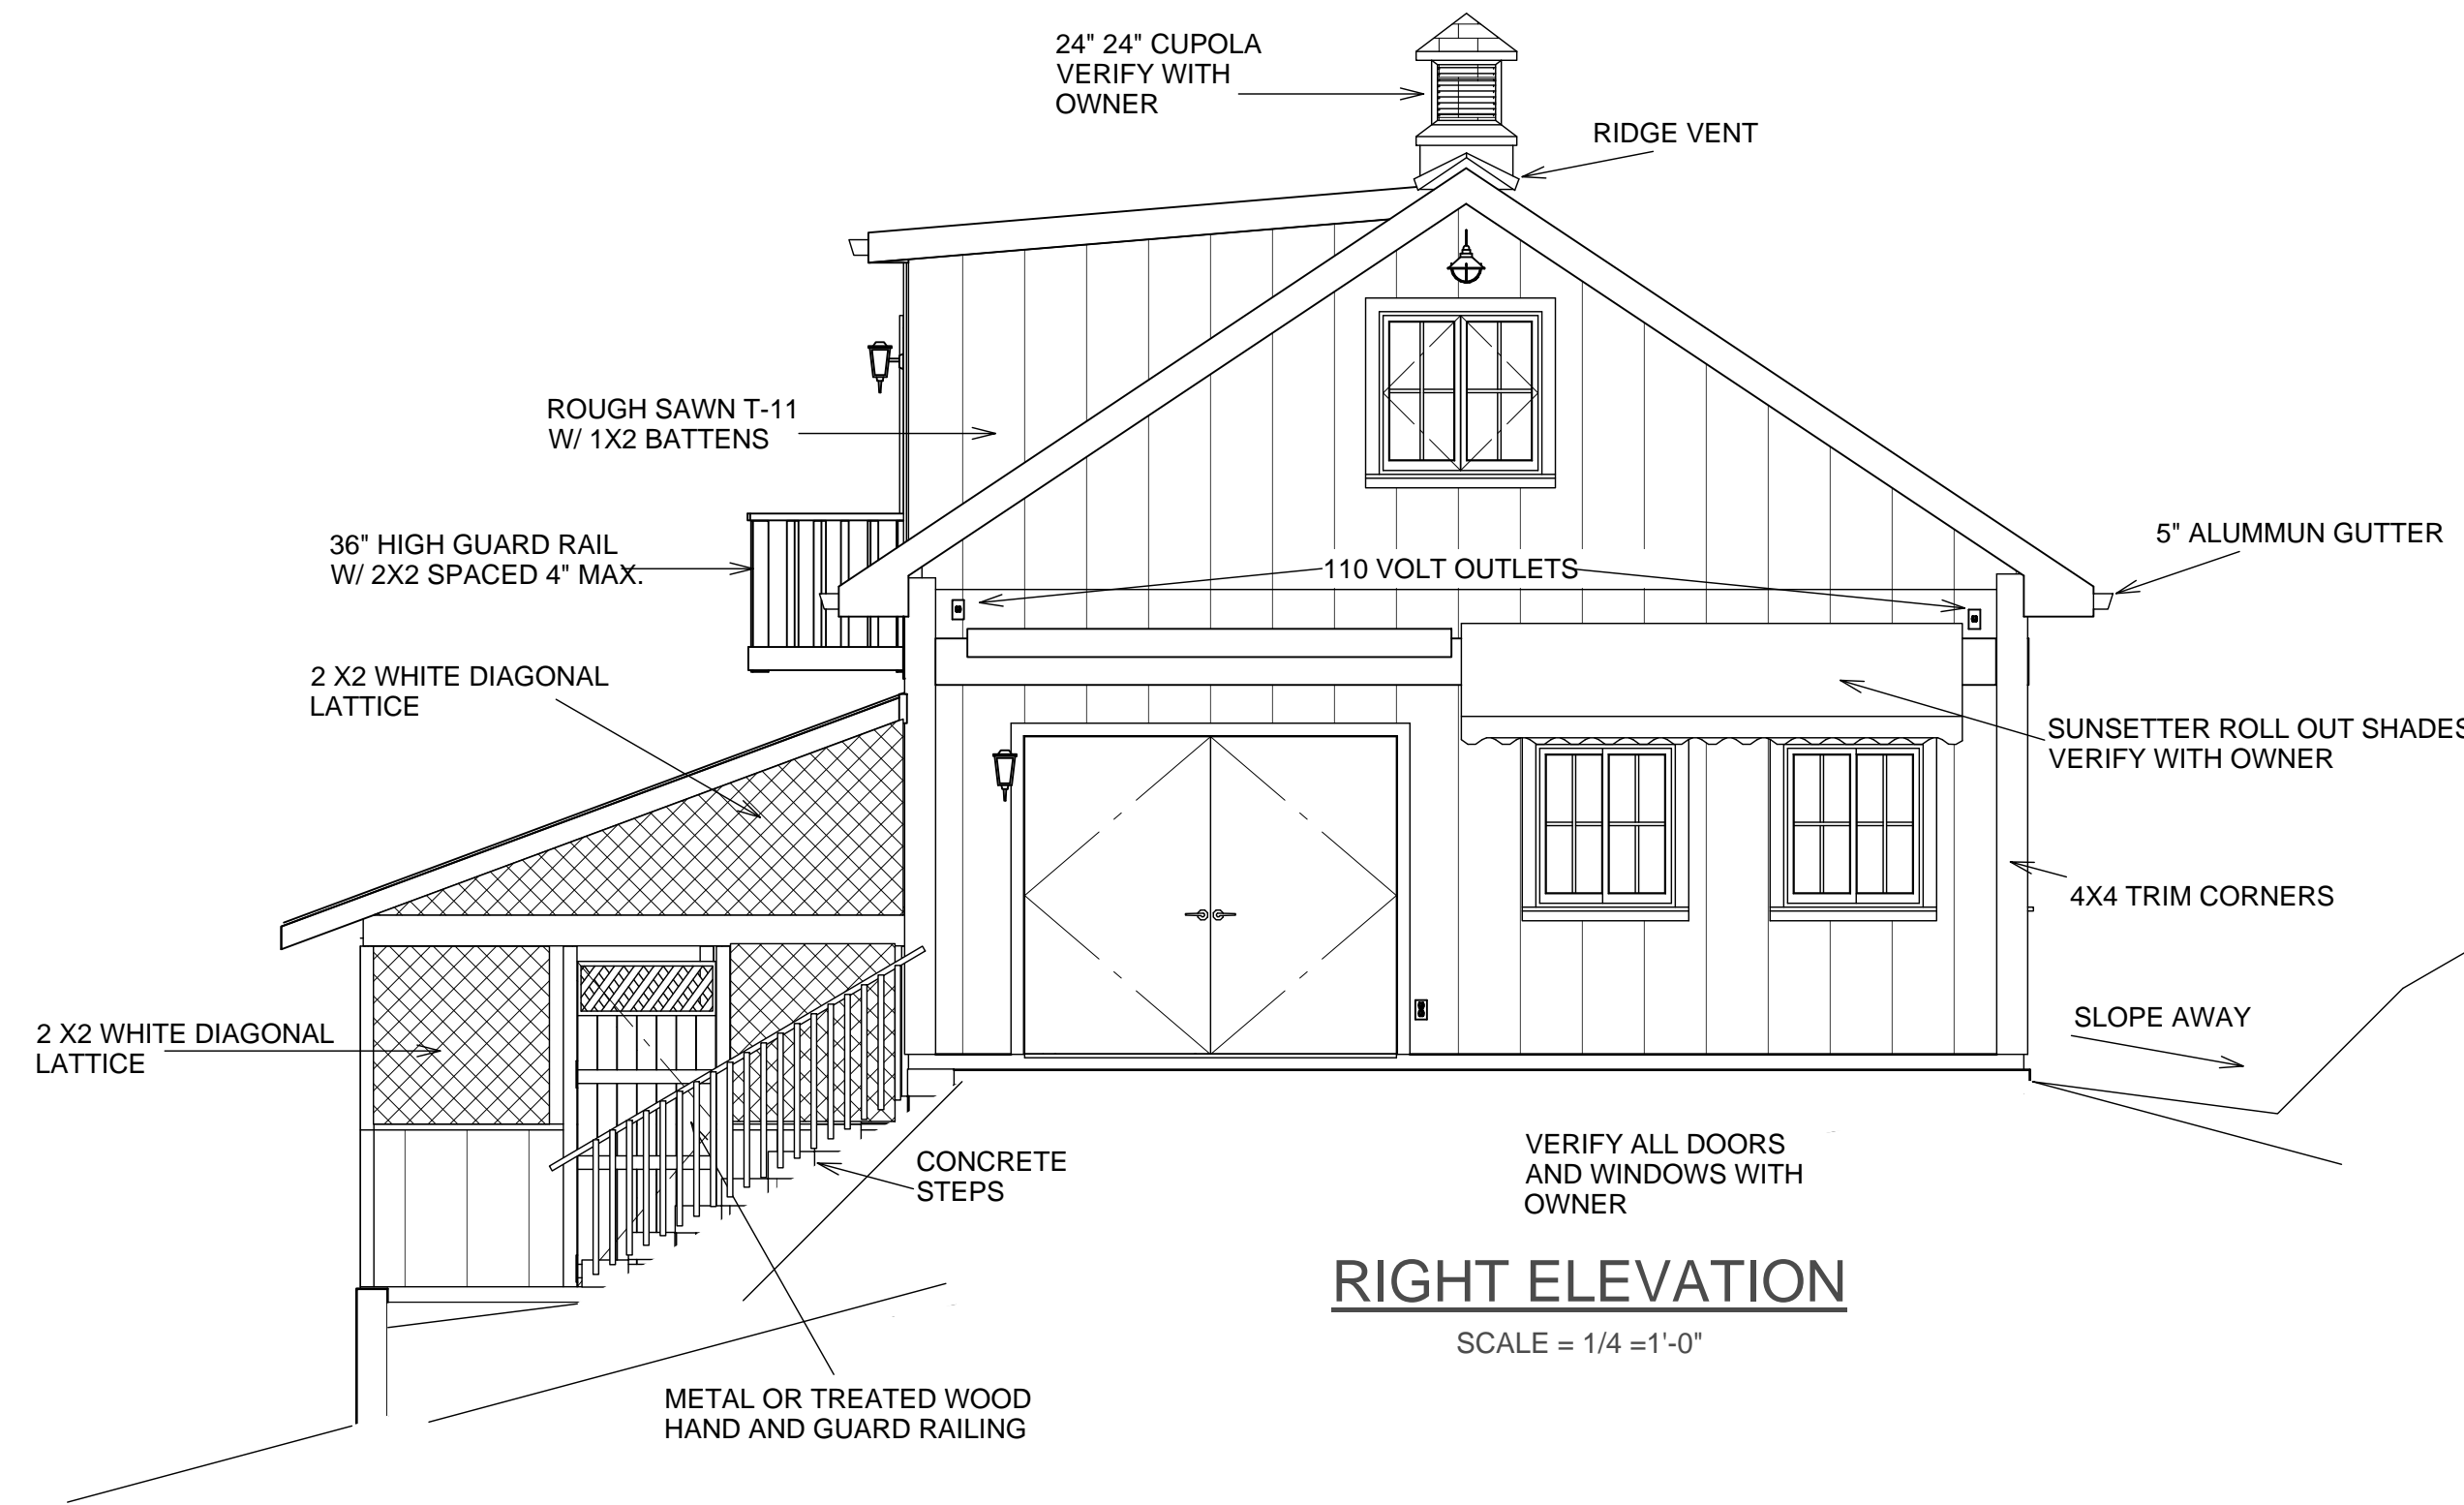 24" 24" CUPOLA
VERIFY WITH
OWNER
RIDGE VENT
ROUGH SAWN T-11
W/ 1X2 BATTENS
36" HIGH GUARD RAIL
W/ 2X2 SPACED 4" MAX.
110 VOLT OUTLETS
5" ALUMMUN GUTTER
2 X2 WHITE DIAGONAL
LATTICE
SUNSETTER ROLL OUT SHADES
VERIFY WITH OWNER
4X4 TRIM CORNERS
SLOPE AWAY
2 X2 WHITE DIAGONAL
LATTICE
CONCRETE
STEPS
VERIFY ALL DOORS
AND WINDOWS WITH
OWNER
RIGHT ELEVATION
SCALE = 1/4 =1'-0"
METAL OR TREATED WOOD
HAND AND GUARD RAILING